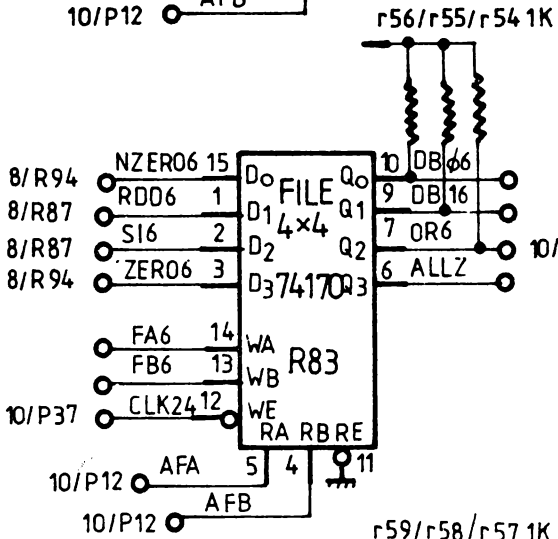 AFB
10/P12
r56/r55/r54 1K
8/R94 NZERO6 15 D0 FILE Q0 10 DBφ6
8/R87 RDD6 1 D1 4×4 Q1 9 DB16
8/R87 SI6 2 D2 Q2 7 OR6 10/
8/R94 ZERO6 3 D3 74170 Q3 6 ALLZ
FA6 14 WA
R83
FB6 13 WB
10/P37 CLK24 12 WE
RA RB RE
10/P12 AFA 5 4 11
10/P12 AFB
r59/r58/r57 1K